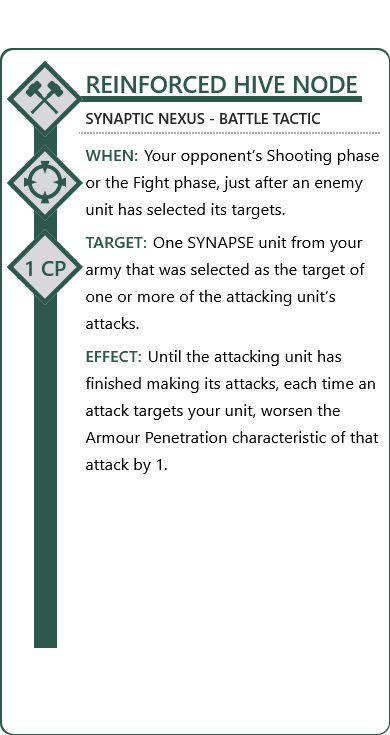 REINFORCED HIVE NODE
SYNAPTIC NEXUS - BATTLE TACTIC
WHEN: Your opponent’s Shooting phase
or the Fight phase, just after an enemy
unit has selected its targets.
TARGET: One SYNAPSE unit from your
army that was selected as the target of
one or more of the attacking unit’s
attacks.
1 CP
EFFECT: Until the attacking unit has
finished making its attacks, each time an
attack targets your unit, worsen the
Armour Penetration characteristic of that
attack by 1.